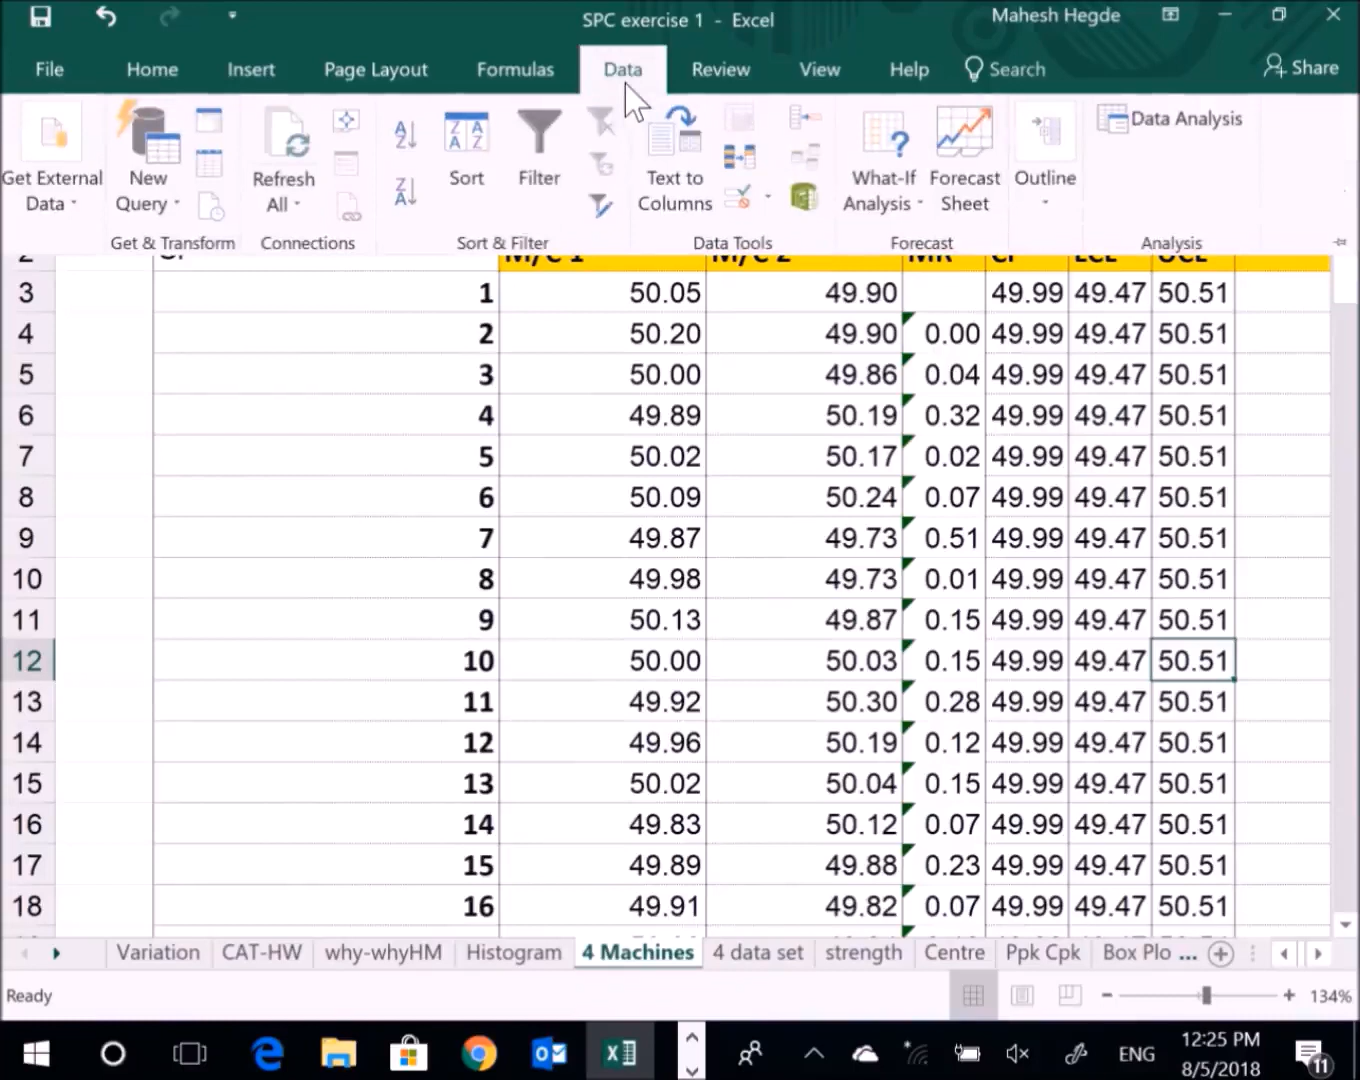 SPC exercise 1 - Excel
Mahesh Hegde
File Home Insert Page Layout Formulas Data Review View Help Search Share
Get External Data
New Query
Refresh All
Sort
Filter
Text to Columns
What-If Analysis
Forecast Sheet
Outline
Data Analysis
Get & Transform Connections Sort & Filter Data Tools Forecast Analysis
3 1 50.05 49.90 49.99 49.47 50.51
4 2 50.20 49.90 0.00 49.99 49.47 50.51
5 3 50.00 49.86 0.04 49.99 49.47 50.51
6 4 49.89 50.19 0.32 49.99 49.47 50.51
7 5 50.02 50.17 0.02 49.99 49.47 50.51
8 6 50.09 50.24 0.07 49.99 49.47 50.51
9 7 49.87 49.73 0.51 49.99 49.47 50.51
10 8 49.98 49.73 0.01 49.99 49.47 50.51
11 9 50.13 49.87 0.15 49.99 49.47 50.51
12 10 50.00 50.03 0.15 49.99 49.47 50.51
13 11 49.92 50.30 0.28 49.99 49.47 50.51
14 12 49.96 50.19 0.12 49.99 49.47 50.51
15 13 50.02 50.04 0.15 49.99 49.47 50.51
16 14 49.83 50.12 0.07 49.99 49.47 50.51
17 15 49.89 49.88 0.23 49.99 49.47 50.51
18 16 49.91 49.82 0.07 49.99 49.47 50.51
Variation CAT-HW why-whyHM Histogram 4 Machines 4 data set strength Centre Ppk Cpk Box Plo ...
Ready 134%
ENG 12:25 PM
8/5/2018 11